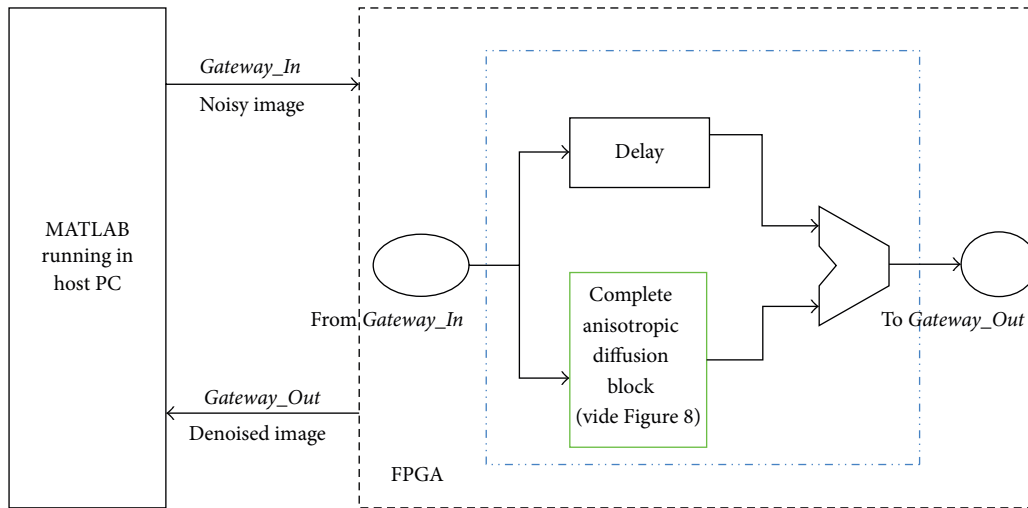 MATLAB
running in
host PC
Gateway_In
Noisy image
Gateway_Out
Denoised image
From Gateway_In
Delay
Complete
anisotropic
diffusion
block
(vide Figure 8)
To Gateway_Out
FPGA